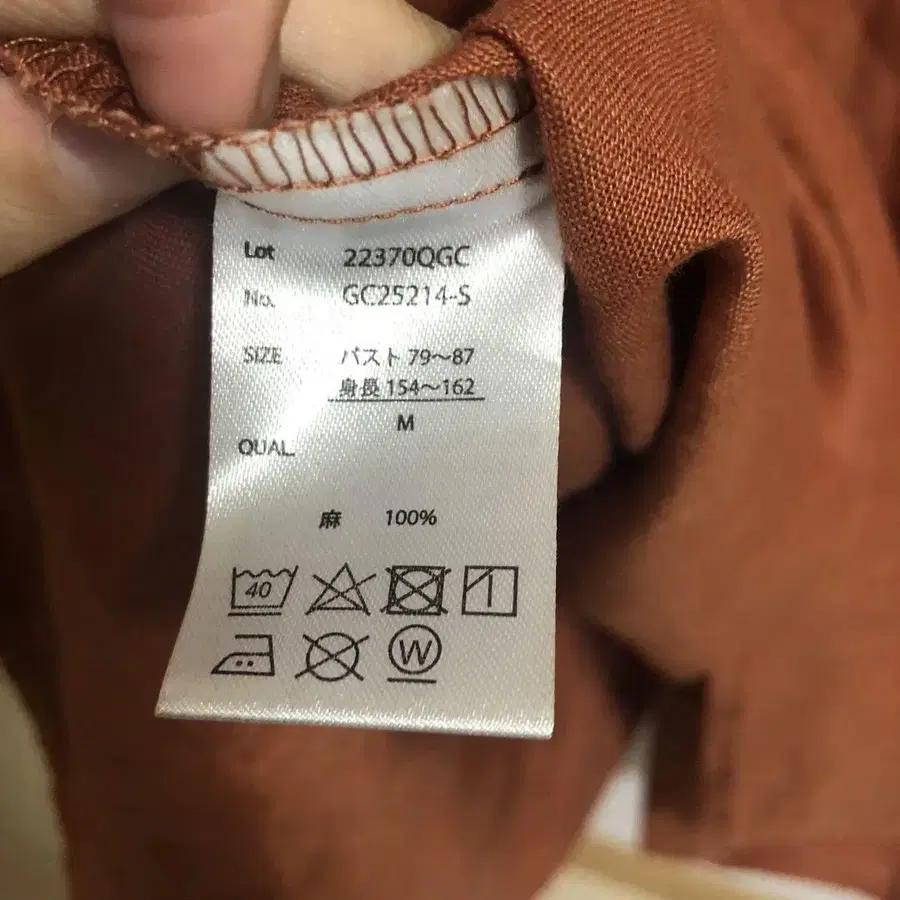 Lot 22370QGC
No. GC25214-S
SIZE バスト 79～87
身長 154～162
M
QUAL.
麻 100%
40
W